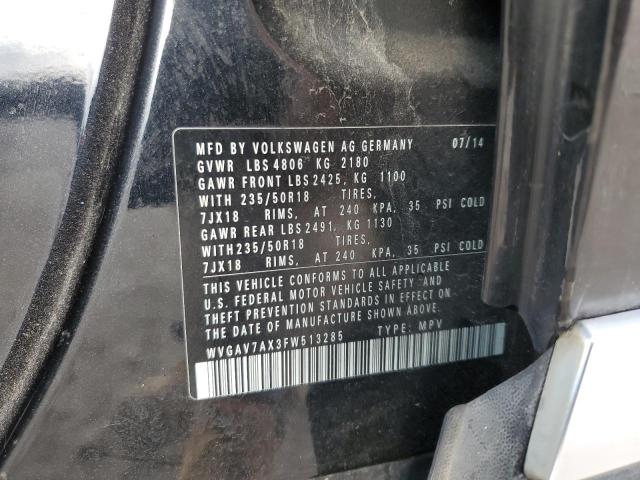 MFD BY VOLKSWAGEN AG GERMANY 07/14
GVWR LBS 4806 KG 2180
GAWR FRONT LBS 2425, KG 1100
WITH 235/50R18 TIRES,
7JX18 RIMS, AT 240 KPA, 35 PSI COLD
GAWR REAR LBS 2491, KG 1130
WITH 235/50R18 TIRES,
7JX18 RIMS, AT 240 KPA, 35 PSI COLD
THIS VEHICLE CONFORMS TO ALL APPLICABLE
U.S. FEDERAL MOTOR VEHICLE SAFETY AND
THEFT PREVENTION STANDARDS IN EFFECT ON
THE DATE OF MANUFACTURE SHOWN ABOVE.
WVGAV7AX3FW513285 TYPE: MPV